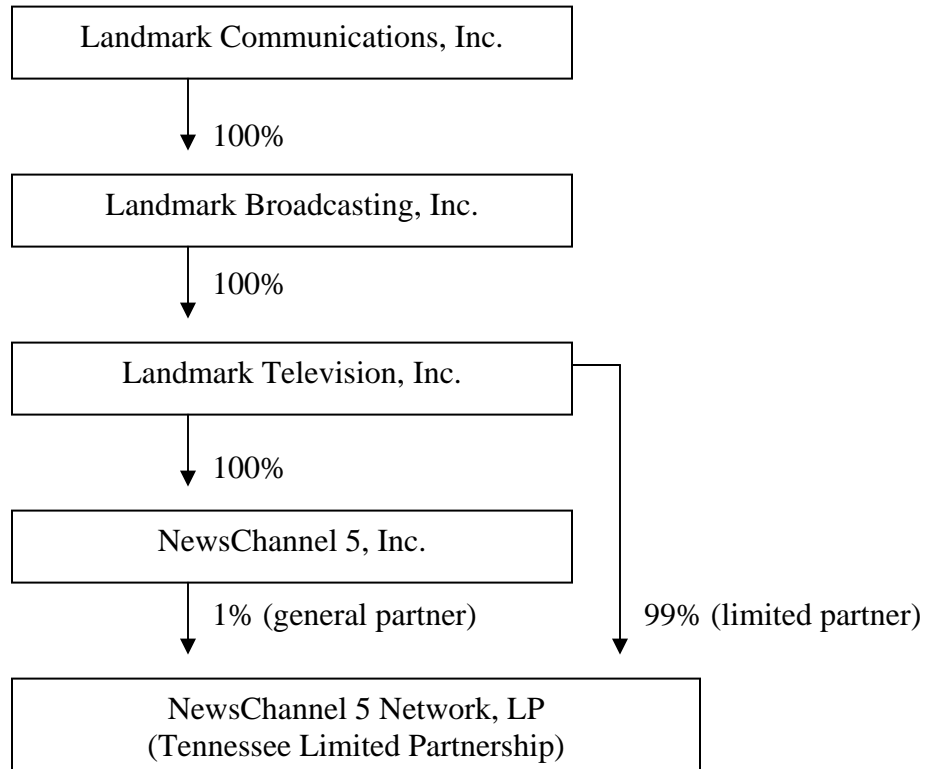 Landmark Communications, Inc.
100%
Landmark Broadcasting, Inc.
100%
Landmark Television, Inc.
100%
NewsChannel 5, Inc.
1% (general partner)
99% (limited partner)
NewsChannel 5 Network, LP
(Tennessee Limited Partnership)